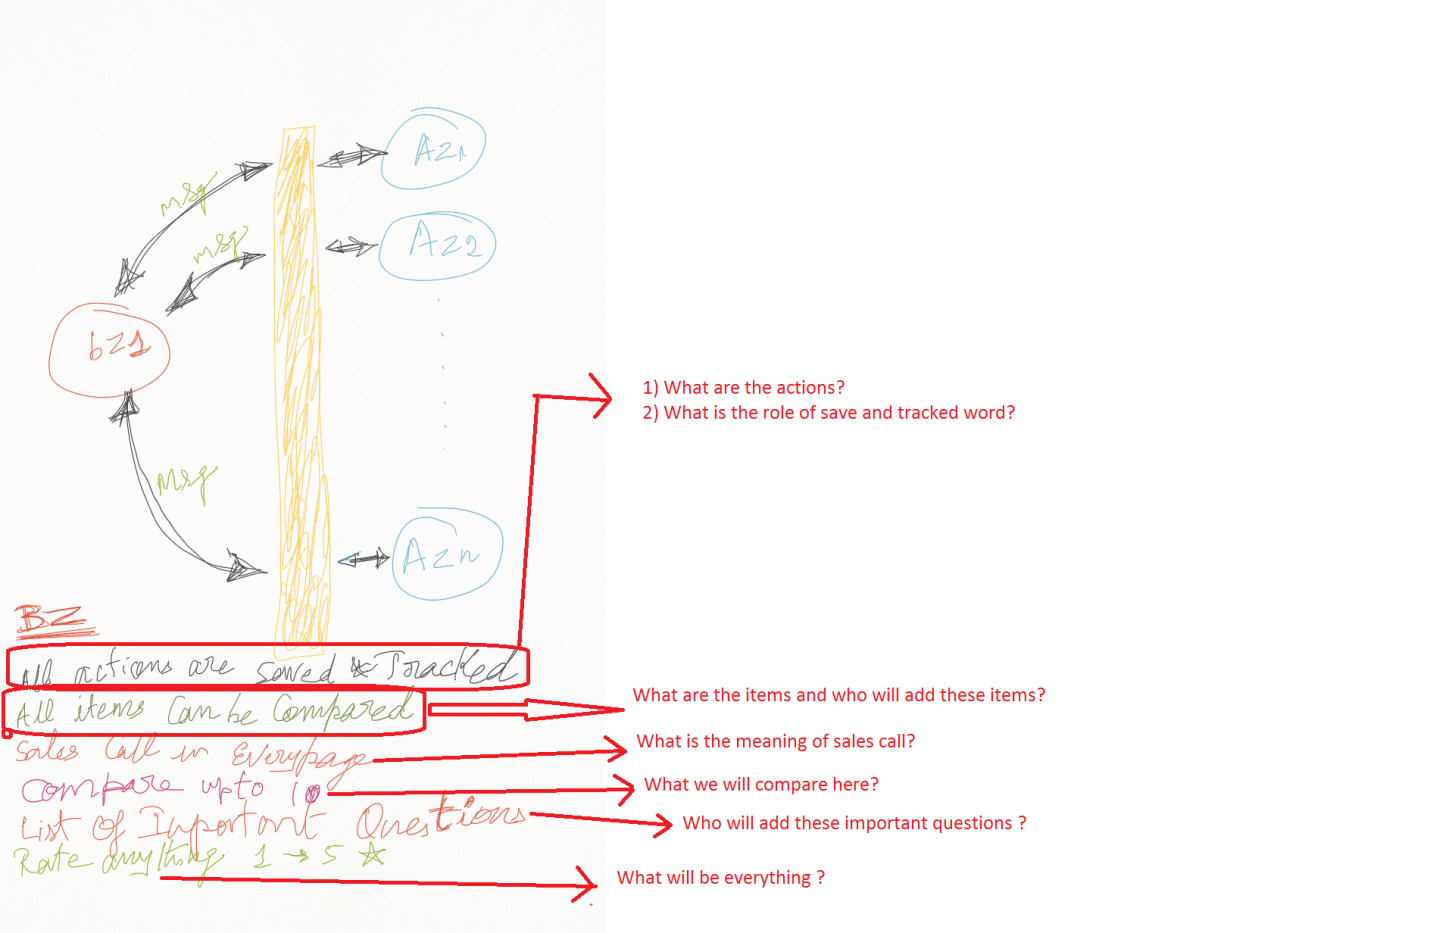 Az1
msg
msg
Az2
bz1
1) What are the actions?
2) What is the role of save and tracked word?
Msg
Azn
BZ
All actions are saved & Tracked
What are the items and who will add these items?
All items Can be Compared
What is the meaning of sales call?
Sales Call in Everypage
What we will compare here?
Compare upto 10
Who will add these important questions ?
List Of Important Questions
Rate anything 1 → 5 ☆
What will be everything ?